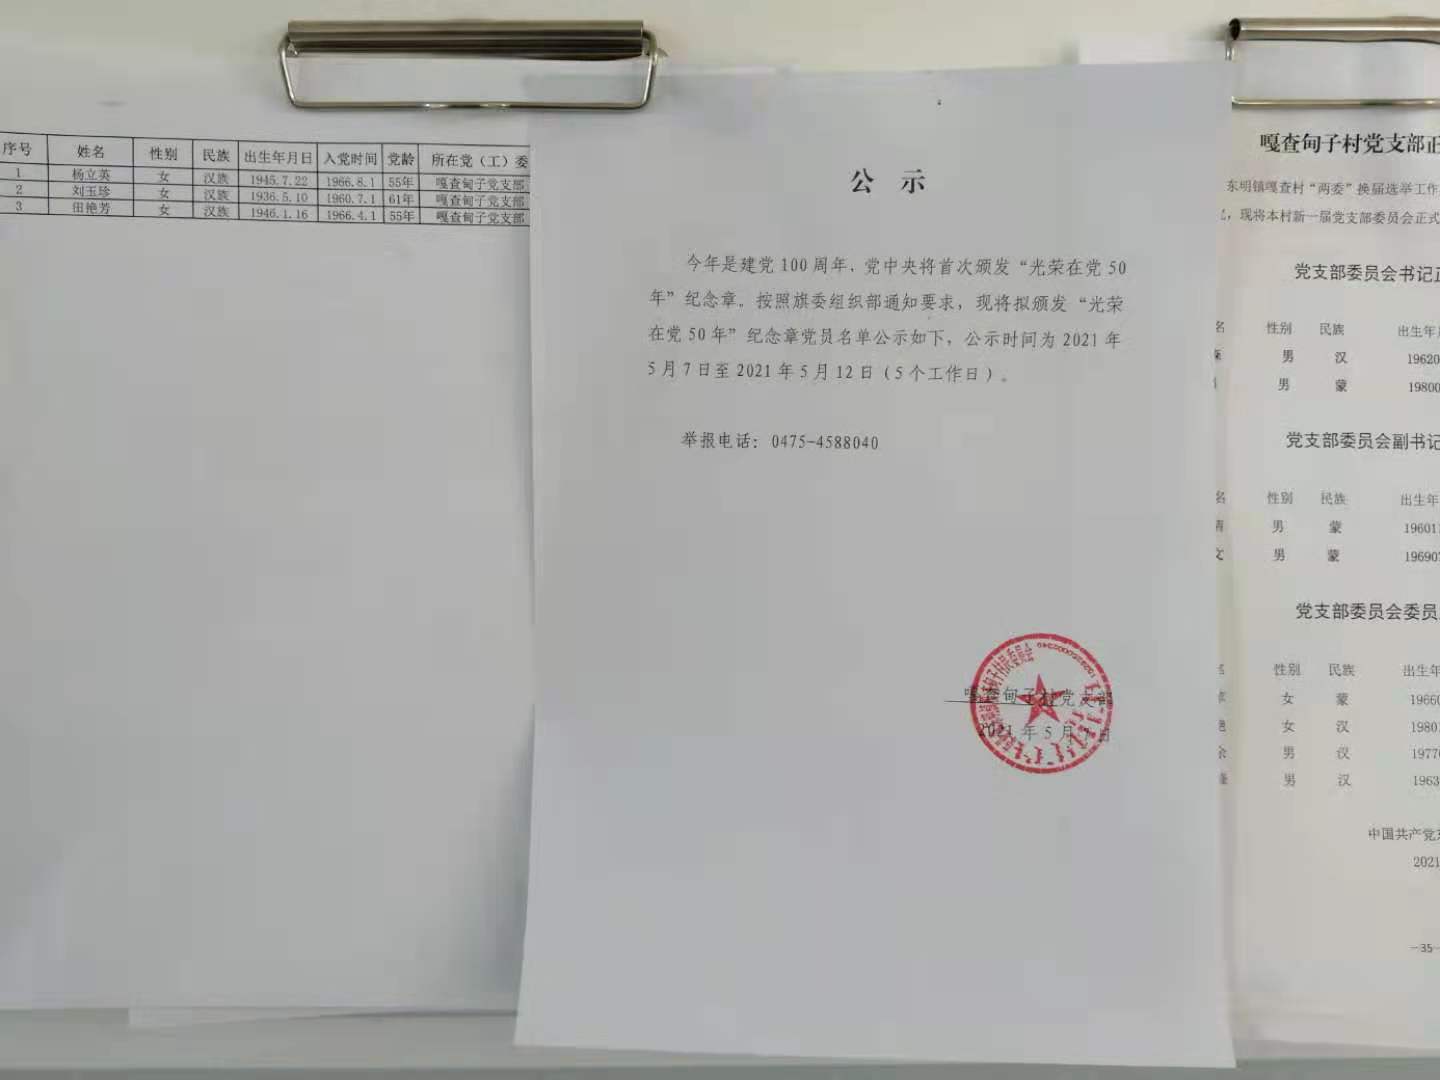 序号 姓名 性别 民族 出生年月日 入党时间 党龄 所在党（工）委
1 杨立英 女 汉族 1945.7.22 1966.8.1 55年 嘎查甸子党支部
2 刘玉珍 女 汉族 1936.5.10 1960.7.1 61年 嘎查甸子党支部
3 田艳芳 女 汉族 1946.1.16 1966.4.1 55年 嘎查甸子党支部
公 示
今年是建党100周年，党中央将首次颁发“光荣在党50
年”纪念章。按照旗委组织部通知要求，现将拟颁发“光荣
在党50年”纪念章党员名单公示如下，公示时间为2021年
5月7日至2021年5月12日（5个工作日）。
举报电话：0475-4588040
嘎查甸子村党支部
2021年5月7日
嘎查甸子村党支部正
东明镇嘎查村“两委”换届选举工作
，现将本村新一届党支部委员会正式
党支部委员会书记正
名 性别 民族 出生年
男 汉 19620
男 蒙 19800
党支部委员会副书记
名 性别 民族 出生年
男 蒙 19601
文 男 蒙 19690
党支部委员会委员
性别 民族 出生年
女 蒙 19660
女 汉 19801
男 汉 19770
男 汉 1963
中国共产党
2021
—35